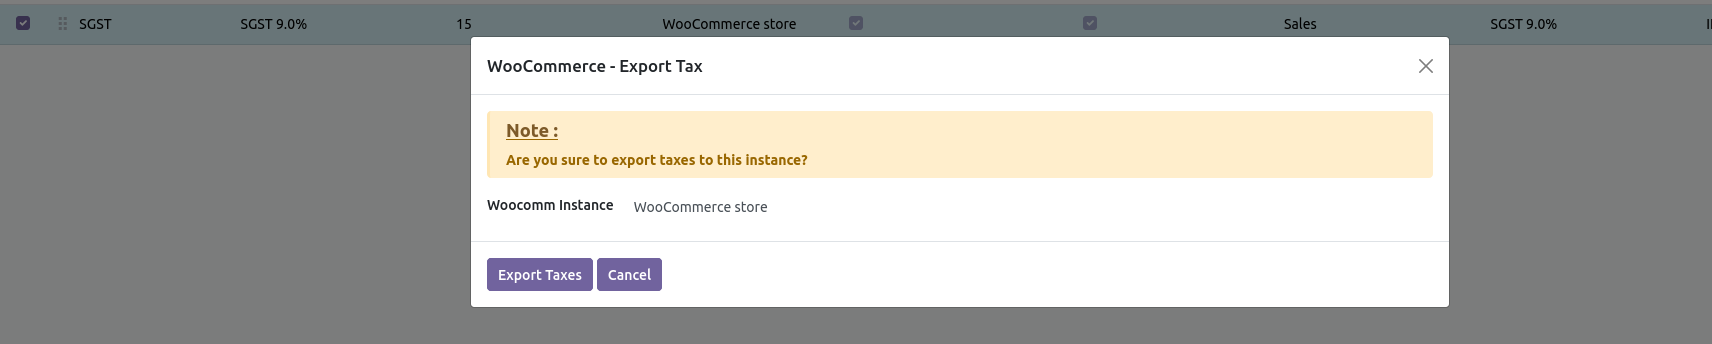 SGST SGST 9.0% 15 WooCommerce store Sales SGST 9.0%
WooCommerce - Export Tax
Note :
Are you sure to export taxes to this instance?
Woocomm Instance WooCommerce store
Export Taxes Cancel